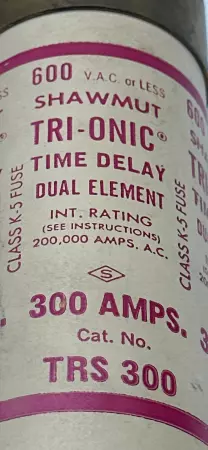 600 V.A.C. or LESS
SHAWMUT
TRI-ONIC®
TIME DELAY
DUAL ELEMENT
CLASS K-5 FUSE
INT. RATING
(SEE INSTRUCTIONS)
200,000 AMPS. A.C.
S
300 AMPS.
Cat. No.
TRS 300
CLASS K-5 FUSE